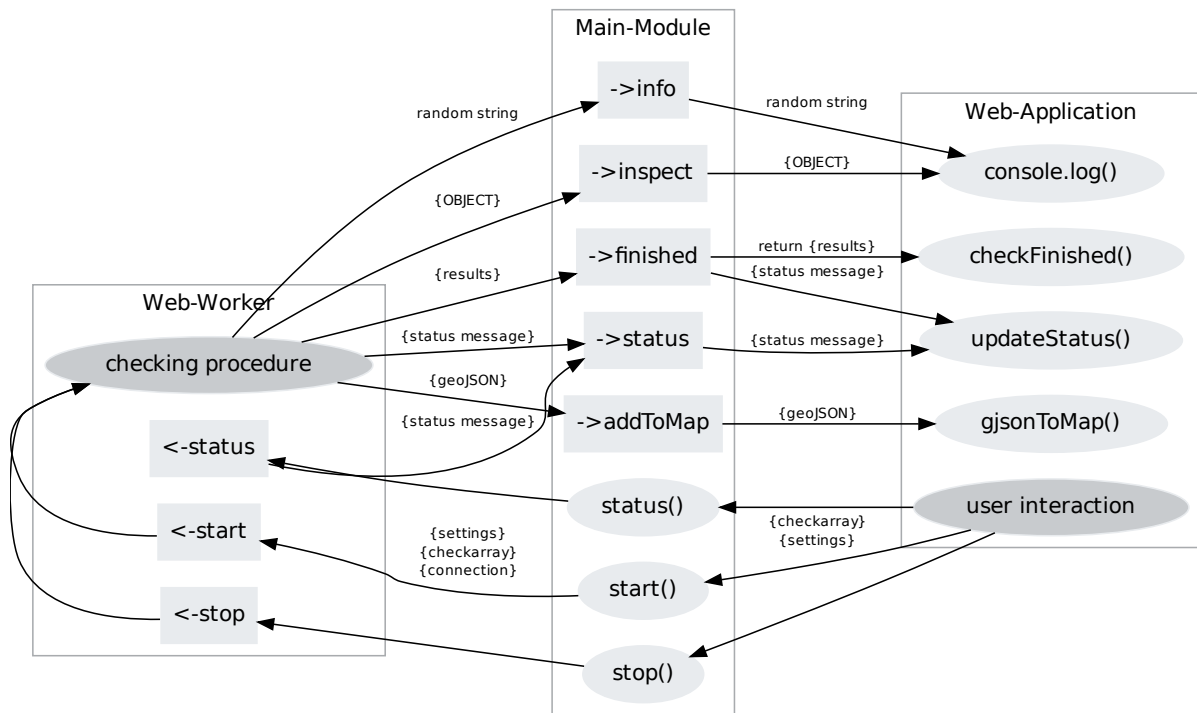 Main-Module
->info
random string
random string
Web-Application
->inspect
{OBJECT}
console.log()
{OBJECT}
->finished
return {results}
checkFinished()
{results}
{status message}
Web-Worker
->status
{status message}
updateStatus()
{status message}
checking procedure
{geoJSON}
->addToMap
{geoJSON}
gjsonToMap()
{status message}
<-status
status()
user interaction
{checkarray}
{settings}
<-start
{settings}
{checkarray}
{connection}
start()
<-stop
stop()